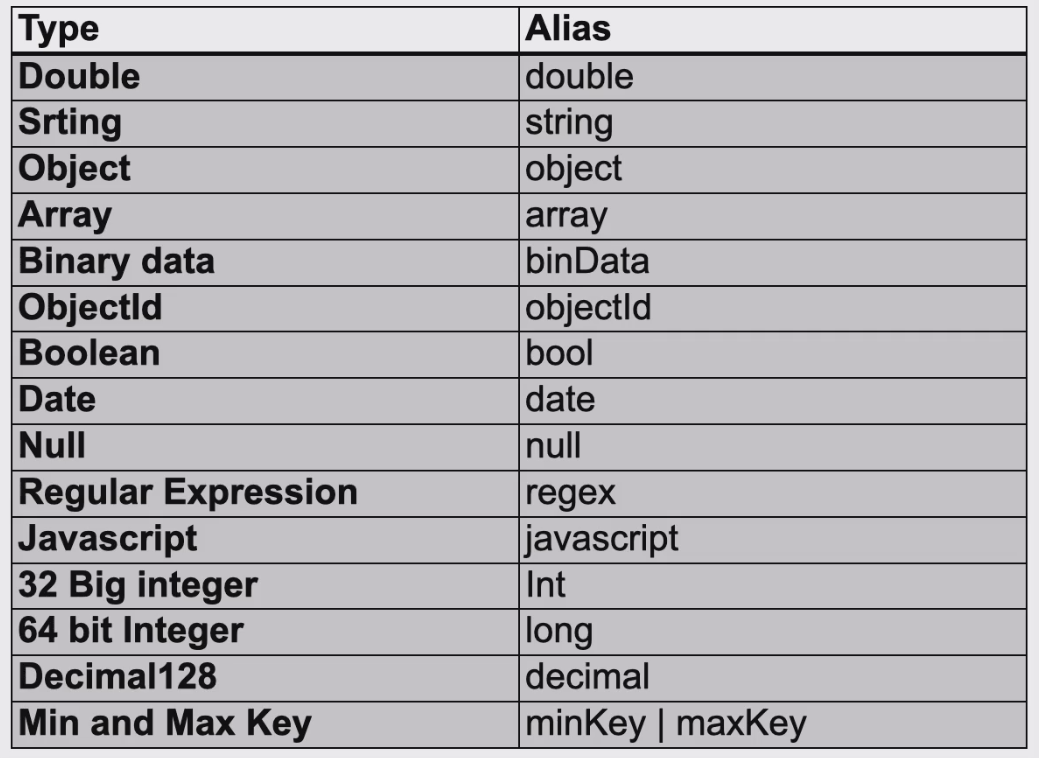 Type Alias
Double double
Srting string
Object object
Array array
Binary data binData
ObjectId objectId
Boolean bool
Date date
Null null
Regular Expression regex
Javascript javascript
32 Big integer Int
64 bit Integer long
Decimal128 decimal
Min and Max Key minKey | maxKey